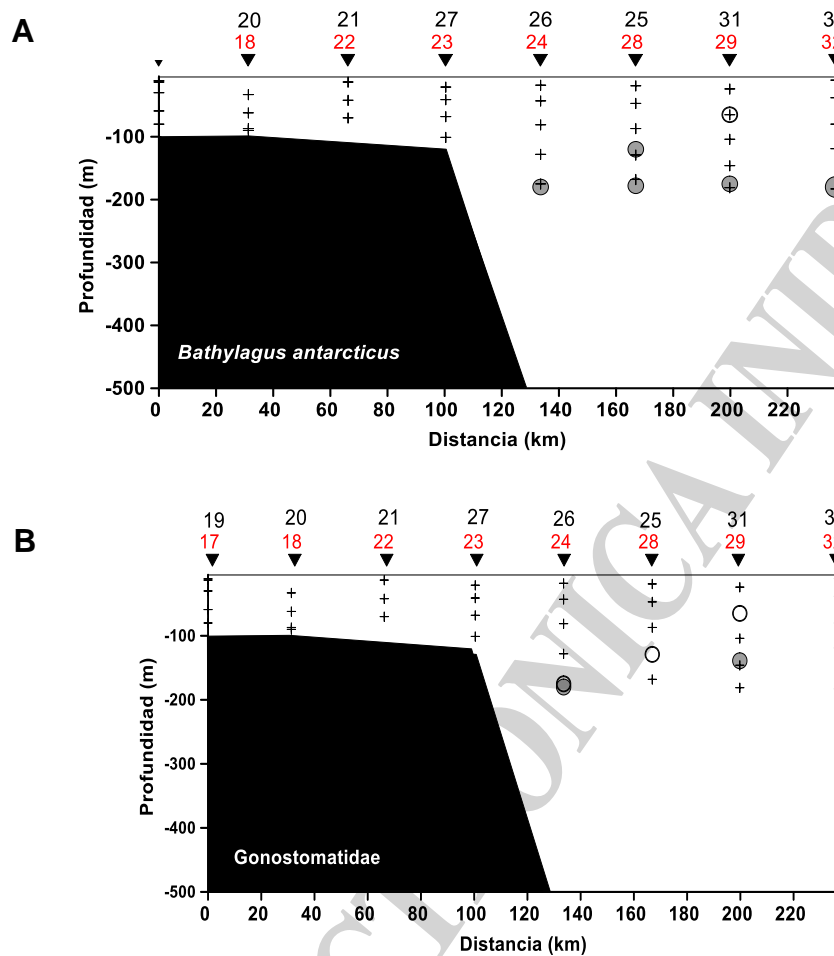 A
20 21 27 26 25 31 3
18 22 23 24 28 29 32
-100
-200
-300
-400
-500
Profundidad (m)
Bathylagus antarcticus
0 20 40 60 80 100 120 140 160 180 200 220
Distancia (km)
B
19 20 21 27 26 25 31 3
17 18 22 23 24 28 29
-100
-200
-300
-400
-500
Profundidad (m)
Gonostomatidae
0 20 40 60 80 100 120 140 160 180 200 220
Distancia (km)